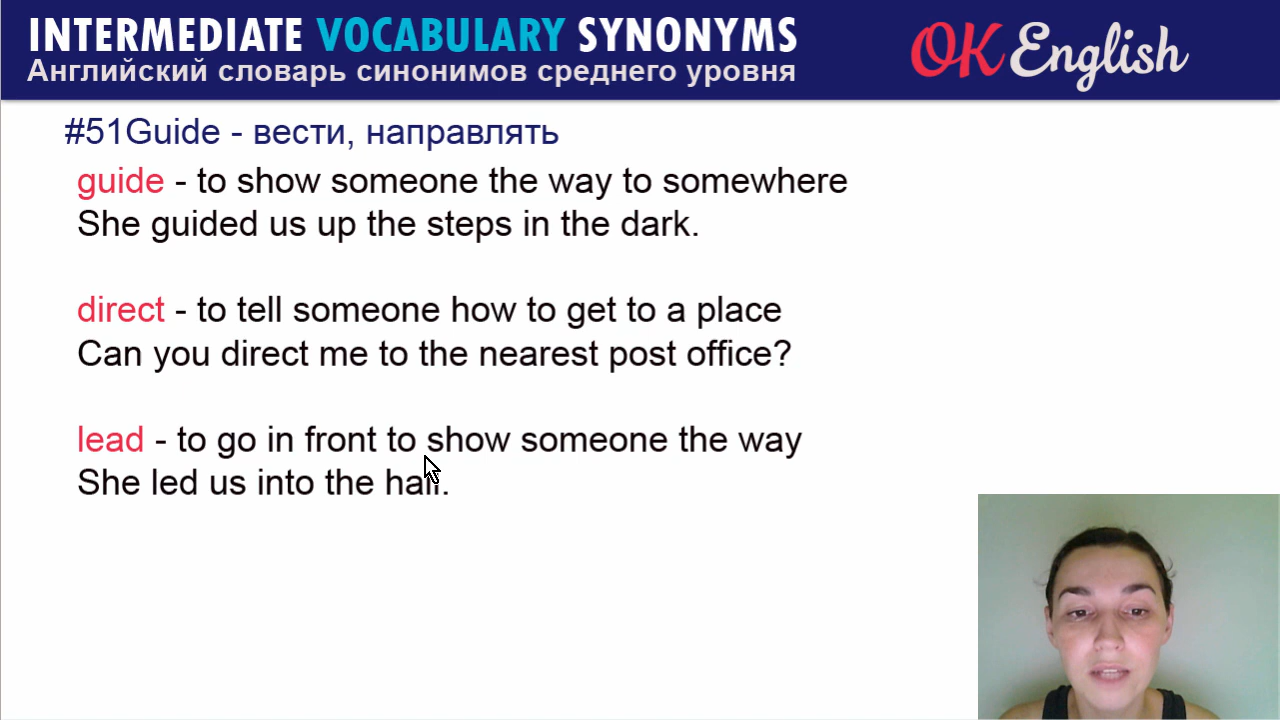 INTERMEDIATE VOCABULARY SYNONYMS
Английский словарь синонимов среднего уровня
OK English
#51Guide - вести, направлять
guide - to show someone the way to somewhere
She guided us up the steps in the dark.
direct - to tell someone how to get to a place
Can you direct me to the nearest post office?
lead - to go in front to show someone the way
She led us into the hall.